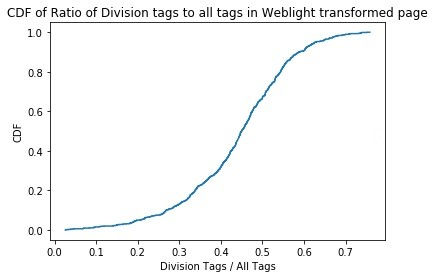 CDF of Ratio of Division tags to all tags in Weblight transformed page
1.0
0.8
0.6
0.4
0.2
0.0
CDF
0.0 0.1 0.2 0.3 0.4 0.5 0.6 0.7
Division Tags / All Tags